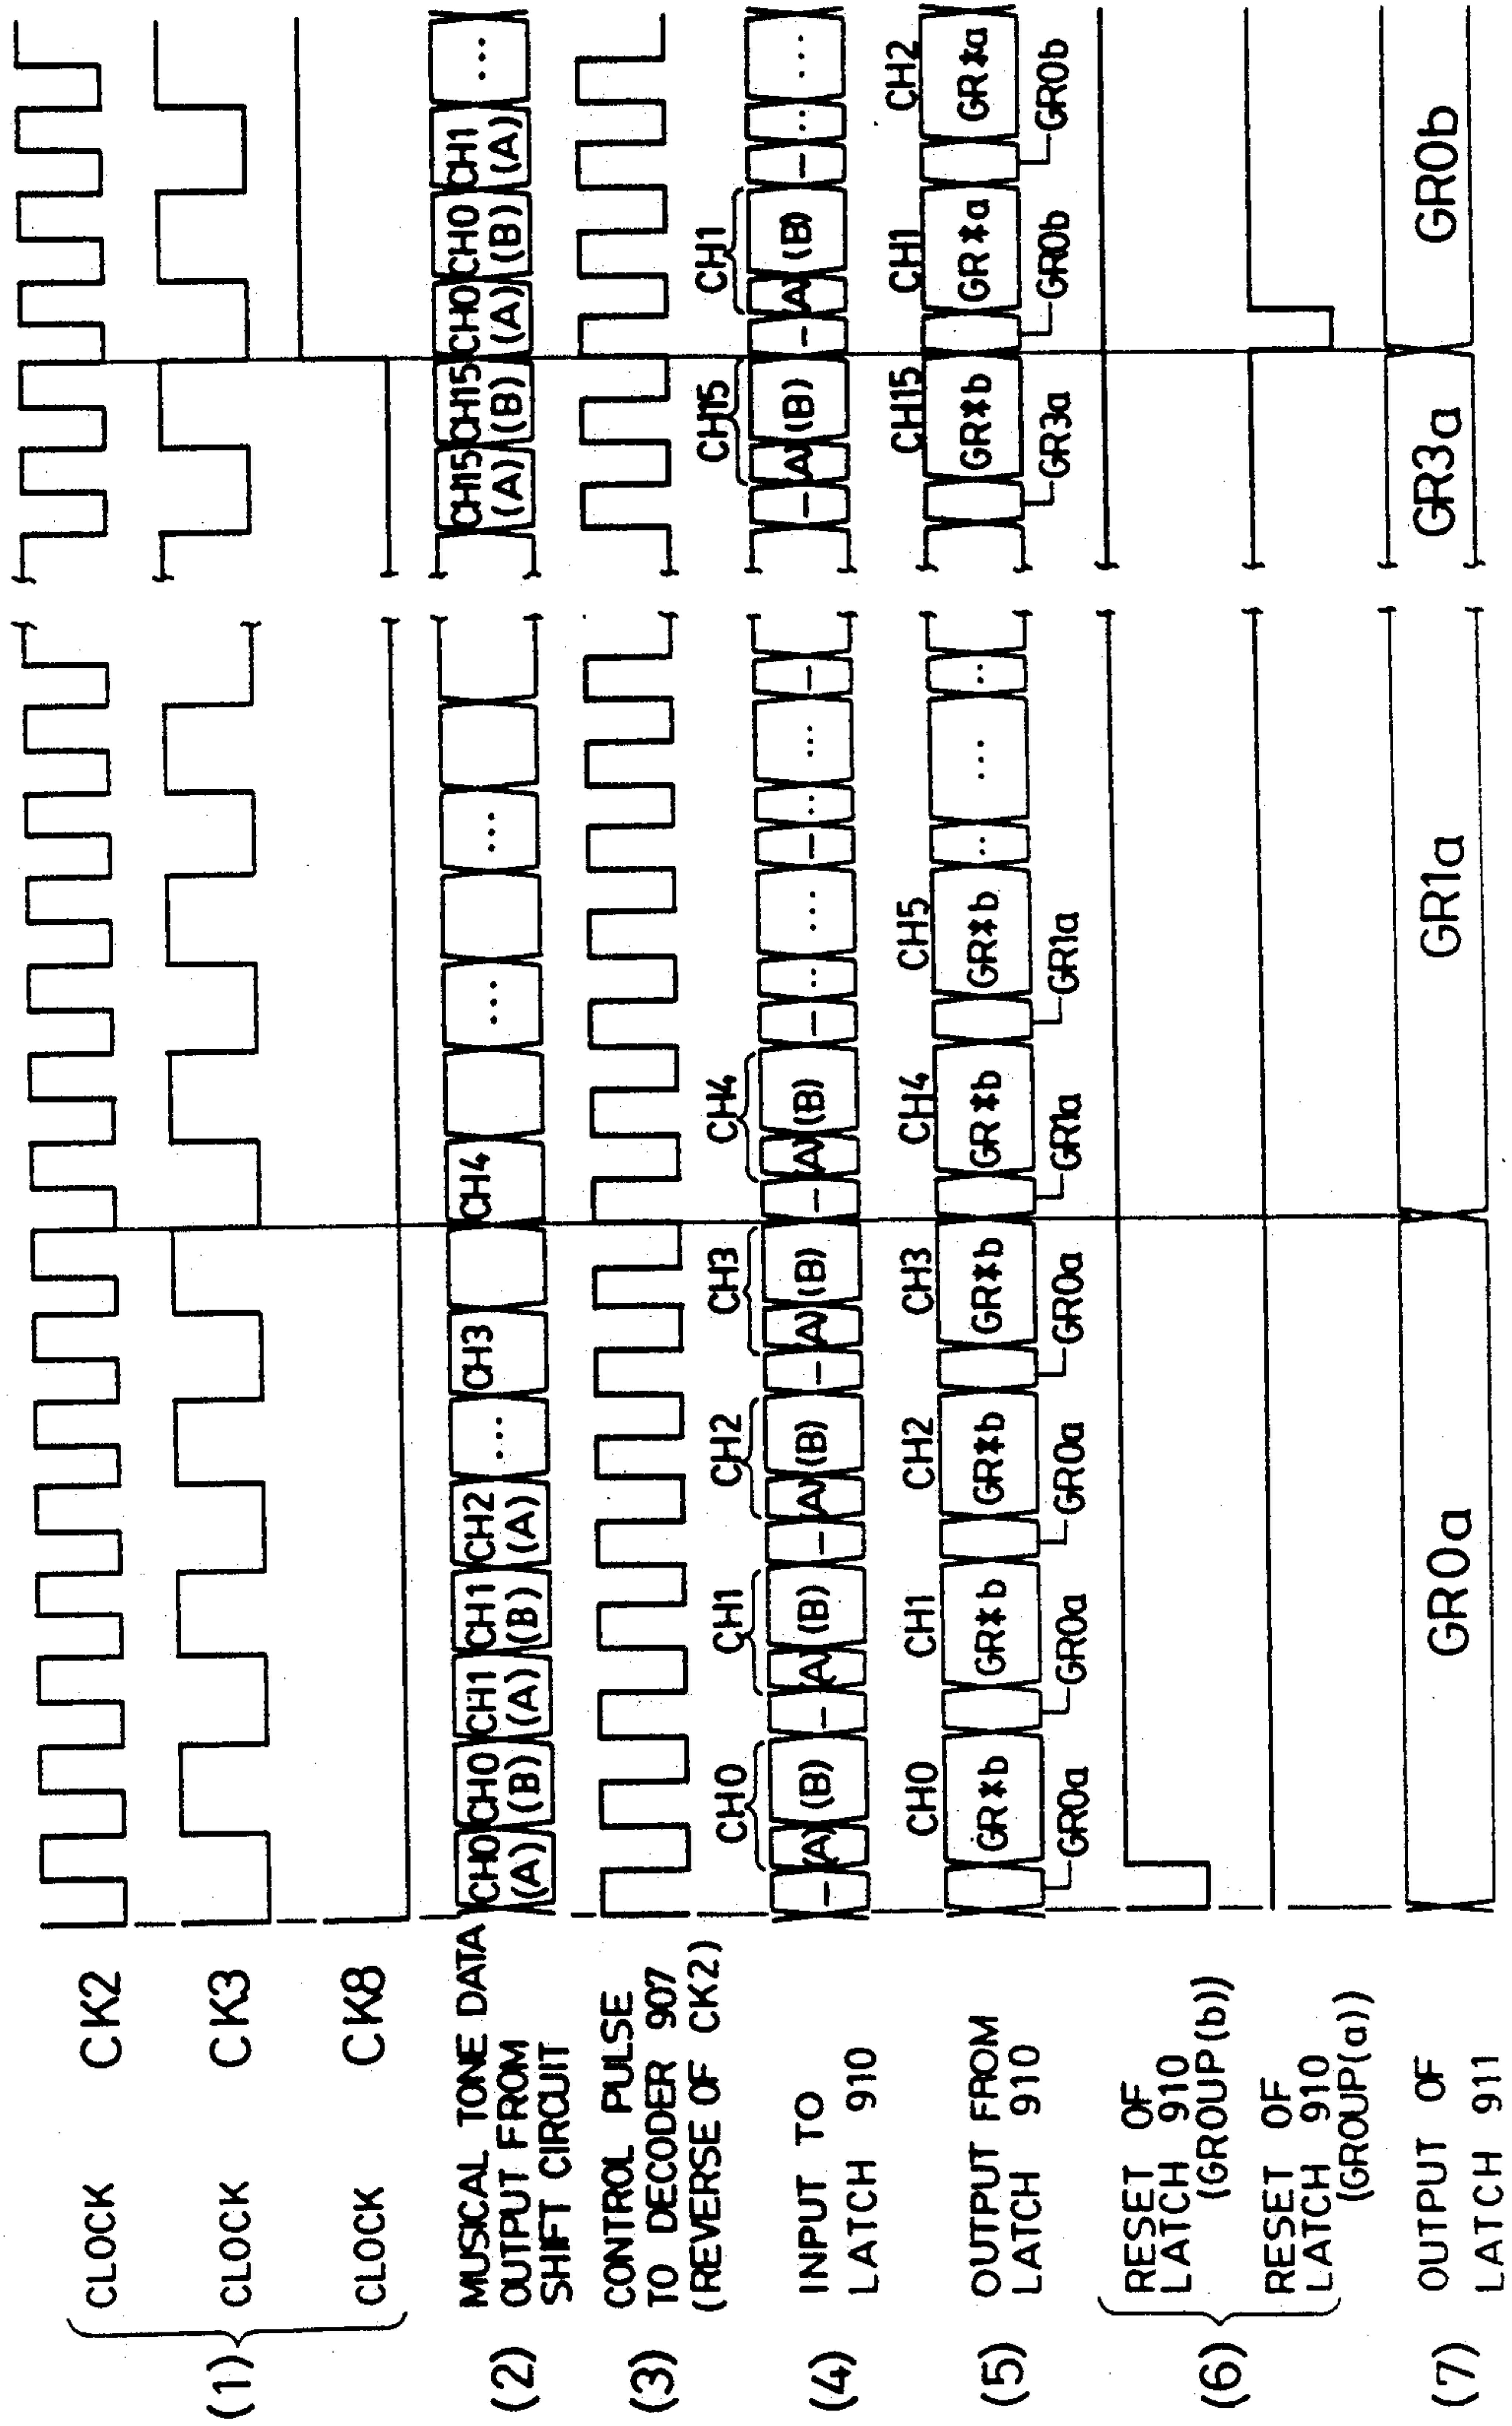 (1) CLOCK CK2
CLOCK CK3
CLOCK CK8
(2) MUSICAL TONE DATA
OUTPUT FROM
SHIFT CIRCUIT
CH0 (A) CH0 (B) CH1 (A) CH1 (B) CH2 (A) ... CH3 CH4 ... ... CH15 (A) CH15 (B) CH0 (A) CH0 (B) CH1 (A) ...
(3) CONTROL PULSE
TO DECODER 907
(REVERSE OF CK2)
(4) INPUT TO
LATCH 910
CH0 CH1 CH2 CH3 CH4 CH15 CH1
– (A) (B) – (A) (B) – (A) (B) – (A) (B) – (A) (B) – .. ... – .. ... – – (A) (B) – (A) (B) – .. ...
(5) OUTPUT FROM
LATCH 910
CH0 CH1 CH2 CH3 CH4 CH5 CH15 CH1 CH2
GR*b GR*b GR*b GR*b GR*b GR*b .. ... .. GR*b GR*a GR*a
GR0a GR0a GR0a GR0a GR1a GR1a GR3a GR0b GR0b
(6) RESET OF
LATCH 910
(GROUP(b))
RESET OF
LATCH 910
(GROUP(a))
(7) OUTPUT OF
LATCH 911
GR0a GR1a GR3a GR0b